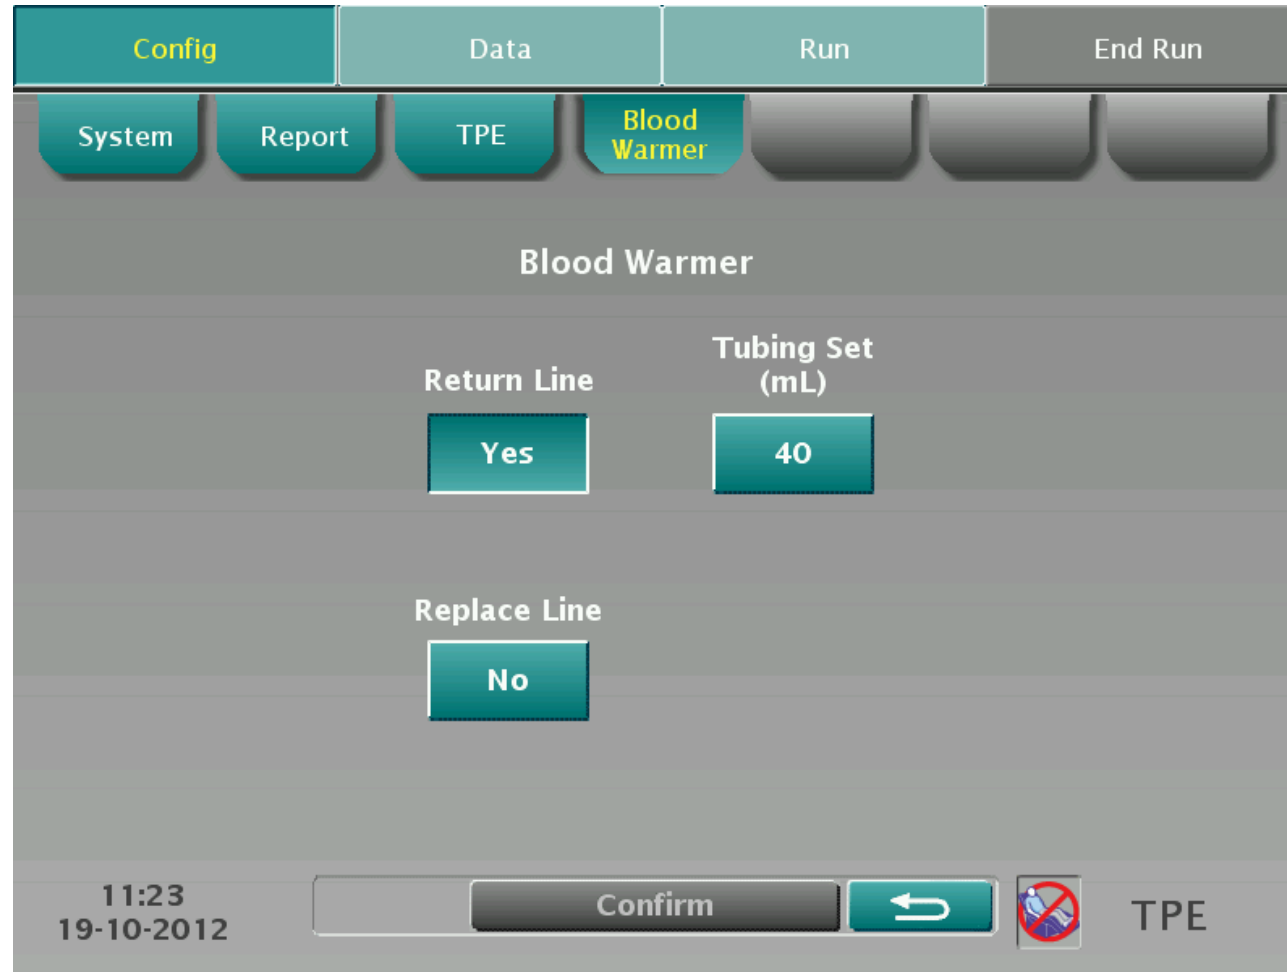 Config Data Run End Run
System Report TPE Blood
Warmer
Blood Warmer
Tubing Set
(mL)
Return Line
Yes 40
Replace Line
No
11:23
19-10-2012
Confirm
TPE